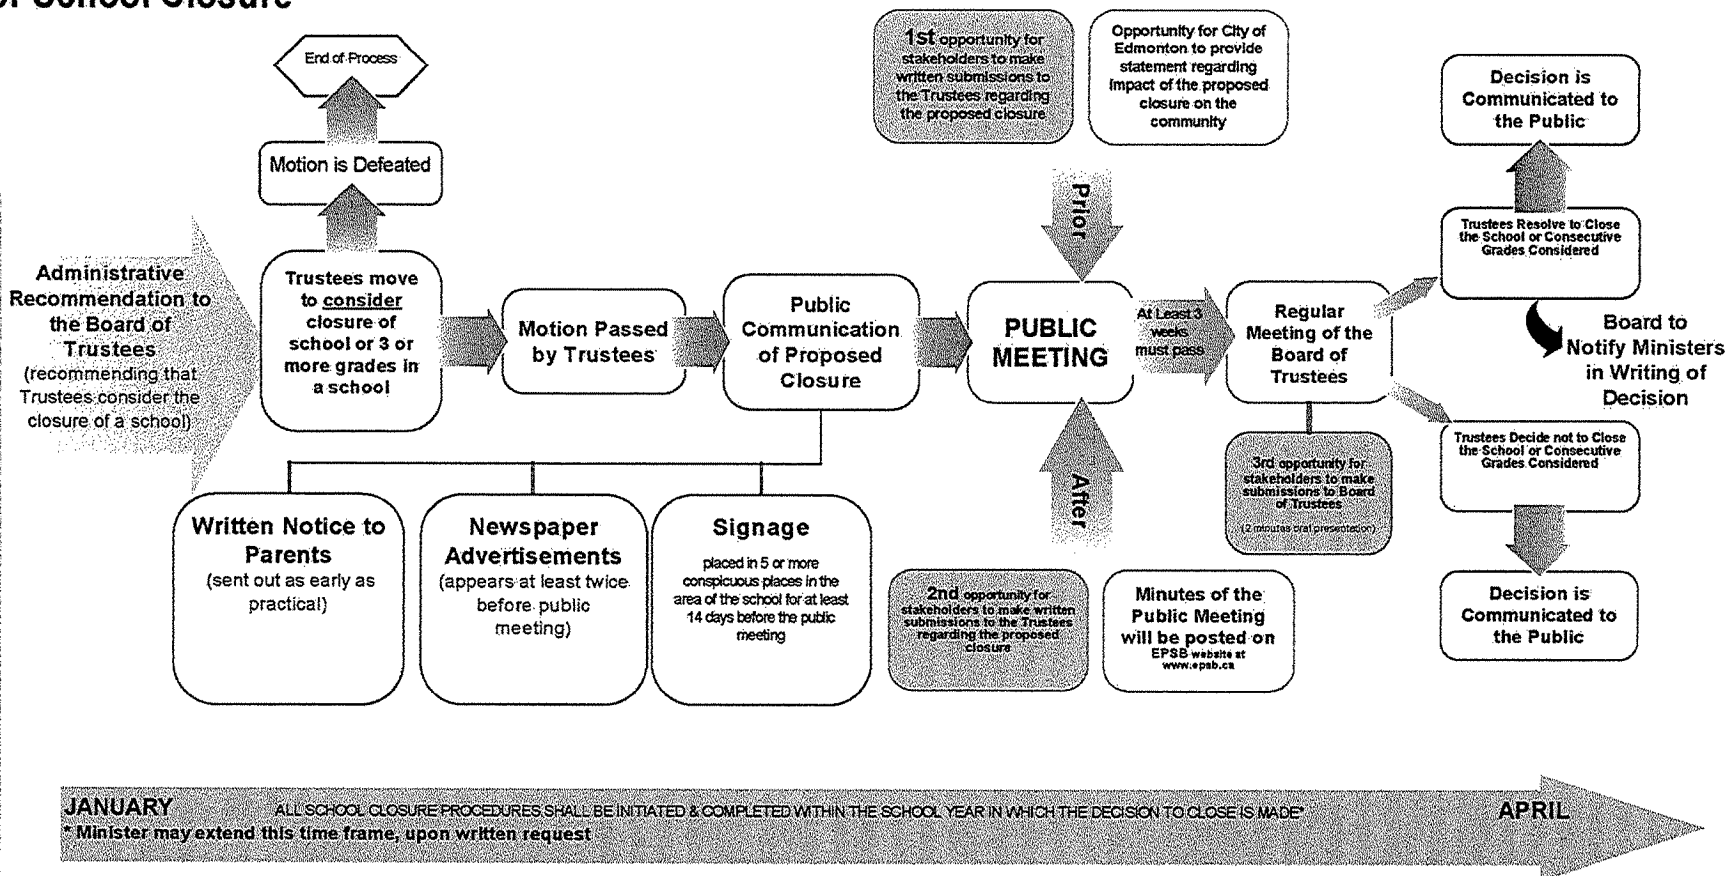 School Closure
End of Process
Motion is Defeated
Administrative
Recommendation to
the Board of
Trustees
(recommending that
Trustees consider the
closure of a school)
Trustees move
to consider
closure of
school or 3 or
more grades in
a school
Motion Passed
by Trustees
Public
Communication
of Proposed
Closure
Written Notice to
Parents
(sent out as early as
practical)
Newspaper
Advertisements
(appears at least twice
before public
meeting)
Signage
placed in 5 or more
conspicuous places in the
area of the school for at least
14 days before the public
meeting
1st opportunity for
stakeholders to make
written submissions to
the Trustees regarding
the proposed closure
Opportunity for City of
Edmonton to provide
statement regarding
impact of the proposed
closure on the
community
Prior
PUBLIC
MEETING
After
2nd opportunity for
stakeholders to make written
submissions to the Trustees
regarding the proposed
closure
Minutes of the
Public Meeting
will be posted on
EPSB website at
www.epsb.ca
At Least 3
weeks
must pass
Regular
Meeting of the
Board of
Trustees
3rd opportunity for
stakeholders to make
submissions to Board
of Trustees
(2 minutes oral presentation)
Decision is
Communicated to
the Public
Trustees Resolve to Close
the School or Consecutive
Grades Considered
Board to
Notify Ministers
in Writing of
Decision
Trustees Decide not to Close
the School or Consecutive
Grades Considered
Decision is
Communicated to
the Public
JANUARY ALL SCHOOL CLOSURE PROCEDURES SHALL BE INITIATED & COMPLETED WITHIN THE SCHOOL YEAR IN WHICH THE DECISION TO CLOSE IS MADE* APRIL
* Minister may extend this time frame, upon written request